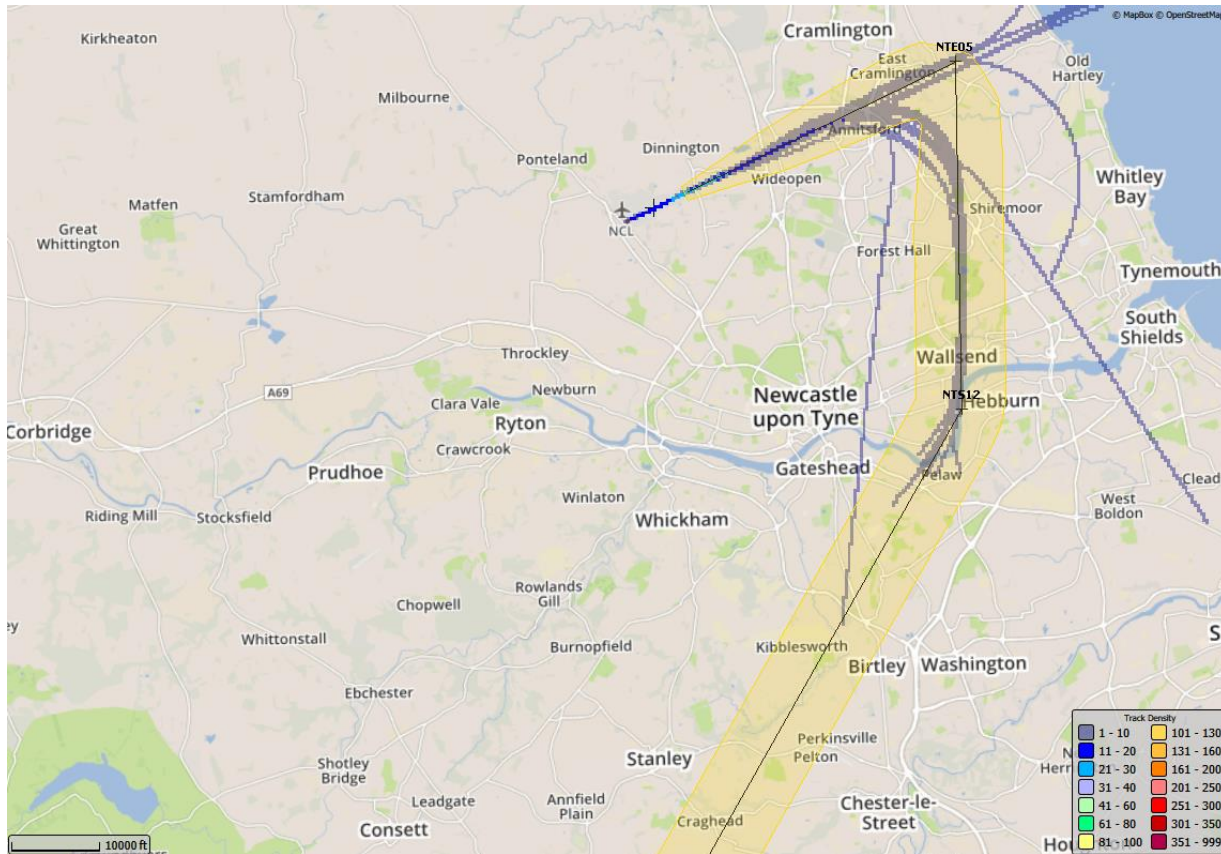 © MapBox © OpenStreetMap
Kirkheaton
Cramlington
NTE05
East
Cramlington
Old
Hartley
Milbourne
Annitsford
Dinnington
Ponteland
Wideopen
Whitley
Bay
Stamfordham
Matfen
Shiremoor
Great
Whittington
NCL
Forest Hall
Tynemouth
South
Shields
Throckley
Wallsend
A69
Newburn
Newcastle
upon Tyne
NTS12
Hebburn
Clara Vale
Corbridge
Ryton
Crawcrook
Gateshead
Prudhoe
Pelaw
Clead
Winlaton
West
Boldon
Riding Mill
Stocksfield
Whickham
Rowlands
Gill
Chopwell
Whittonstall
Burnopfield
Kibblesworth
Birtley
Washington
Ebchester
Perkinsville
Pelton
Stanley
Shotley
Bridge
Leadgate
Annfield
Plain
Chester-le-
Street
Craghead
Consett
10000 ft
Track Density
1 - 10
101 - 130
11 - 20
131 - 160
21 - 30
161 - 200
31 - 40
201 - 250
41 - 60
251 - 300
61 - 80
301 - 350
81 - 100
351 - 999